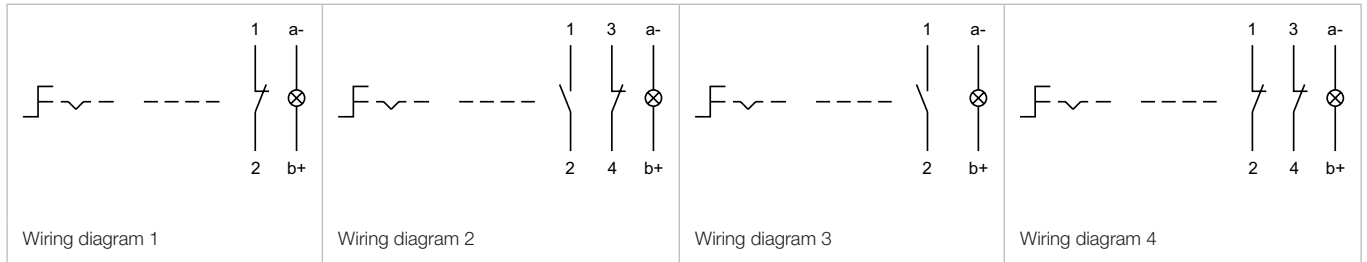 1 a-
2 b+
Wiring diagram 1
1 3 a-
2 4 b+
Wiring diagram 2
1 a-
2 b+
Wiring diagram 3
1 3 a-
2 4 b+
Wiring diagram 4